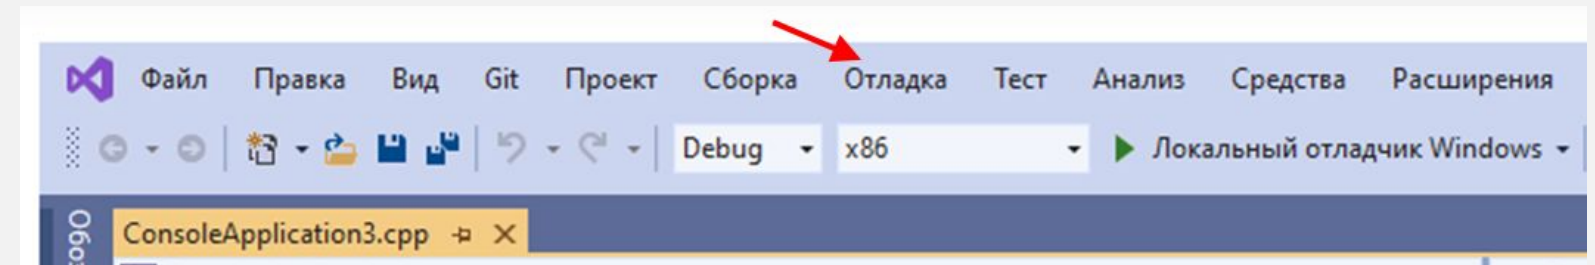 Файл Правка Вид Git Проект Сборка Отладка Тест Анализ Средства Расширения
Debug x86 Локальный отладчик Windows
ConsoleApplication3.cpp